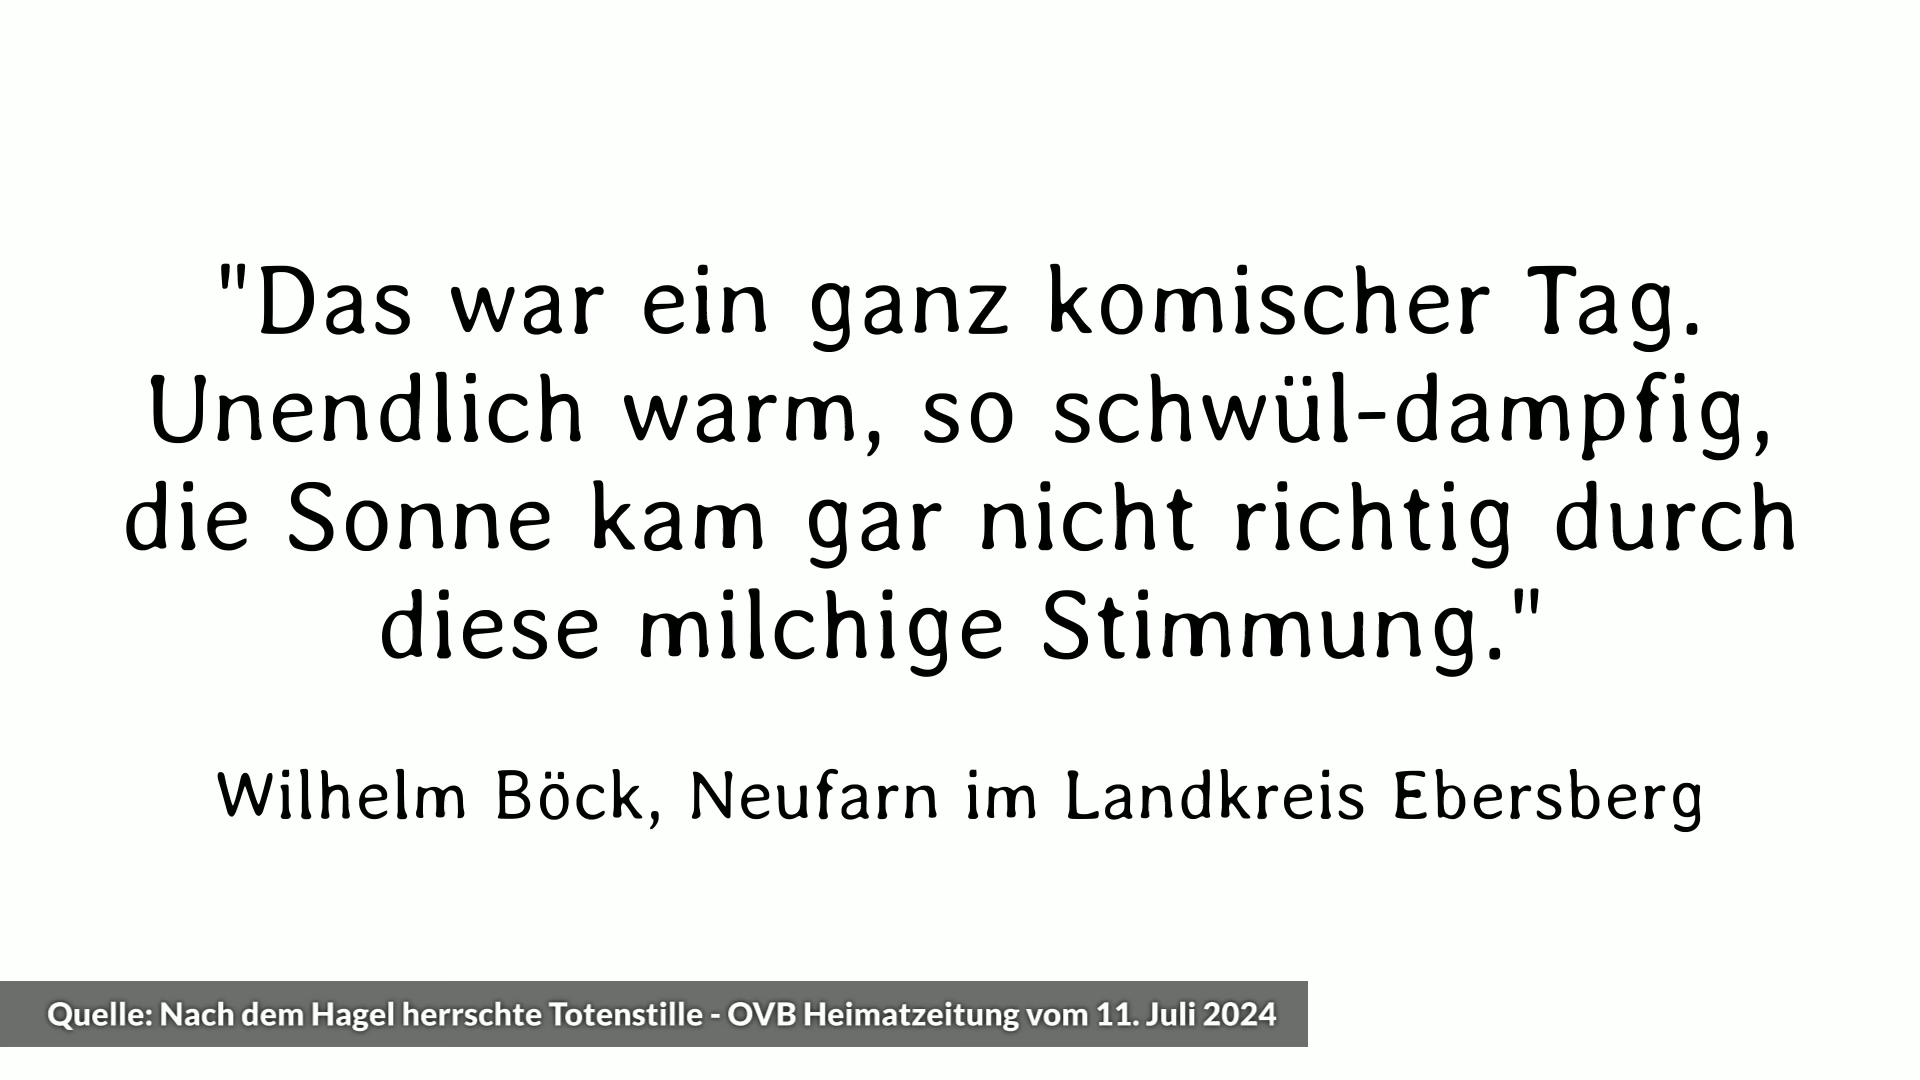 "Das war ein ganz komischer Tag.
Unendlich warm, so schwül-dampfig,
die Sonne kam gar nicht richtig durch
diese milchige Stimmung."
Wilhelm Böck, Neufarn im Landkreis Ebersberg
Quelle: Nach dem Hagel herrschte Totenstille - OVB Heimatzeitung vom 11. Juli 2024